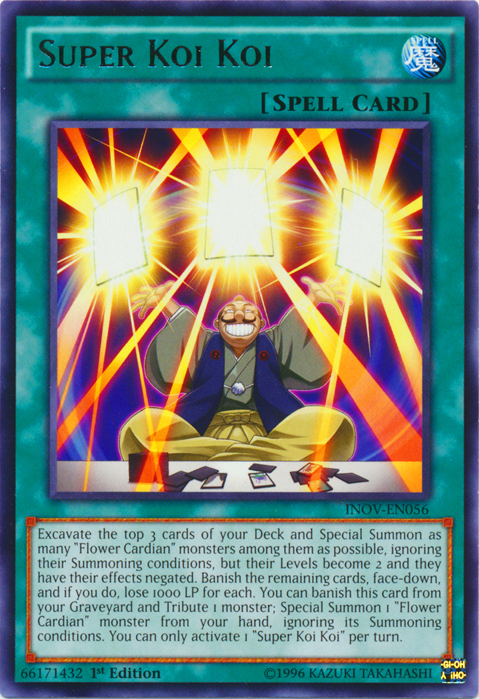 SUPER KOI KOI
SPELL
魔
[SPELL CARD]
INOV-EN056
Excavate the top 3 cards of your Deck and Special Summon as
many "Flower Cardian" monsters among them as possible, ignoring
their Summoning conditions, but their Levels become 2 and they
have their effects negated. Banish the remaining cards, face-down,
and if you do, lose 1000 LP for each. You can banish this card from
your Graveyard and Tribute 1 monster; Special Summon 1 "Flower
Cardian" monster from your hand, ignoring its Summoning
conditions. You can only activate 1 "Super Koi Koi" per turn.
66171432 1st Edition ©1996 KAZUKI TAKAHASHI